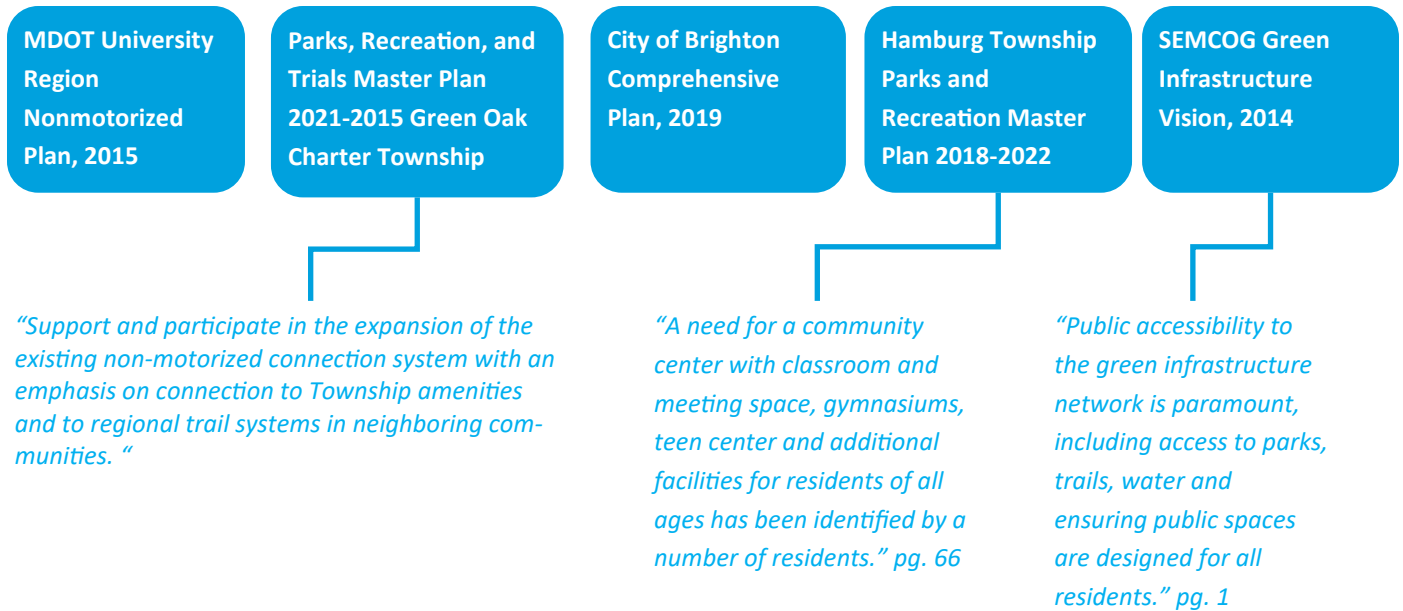 MDOT University
Region
Nonmotorized
Plan, 2015
Parks, Recreation, and
Trials Master Plan
2021-2015 Green Oak
Charter Township
City of Brighton
Comprehensive
Plan, 2019
Hamburg Township
Parks and
Recreation Master
Plan 2018-2022
SEMCOG Green
Infrastructure
Vision, 2014
“Support and participate in the expansion of the
existing non-motorized connection system with an
emphasis on connection to Township amenities
and to regional trail systems in neighboring com-
munities. “
“A need for a community
center with classroom and
meeting space, gymnasiums,
teen center and additional
facilities for residents of all
ages has been identified by a
number of residents.” pg. 66
“Public accessibility to
the green infrastructure
network is paramount,
including access to parks,
trails, water and
ensuring public spaces
are designed for all
residents.” pg. 1